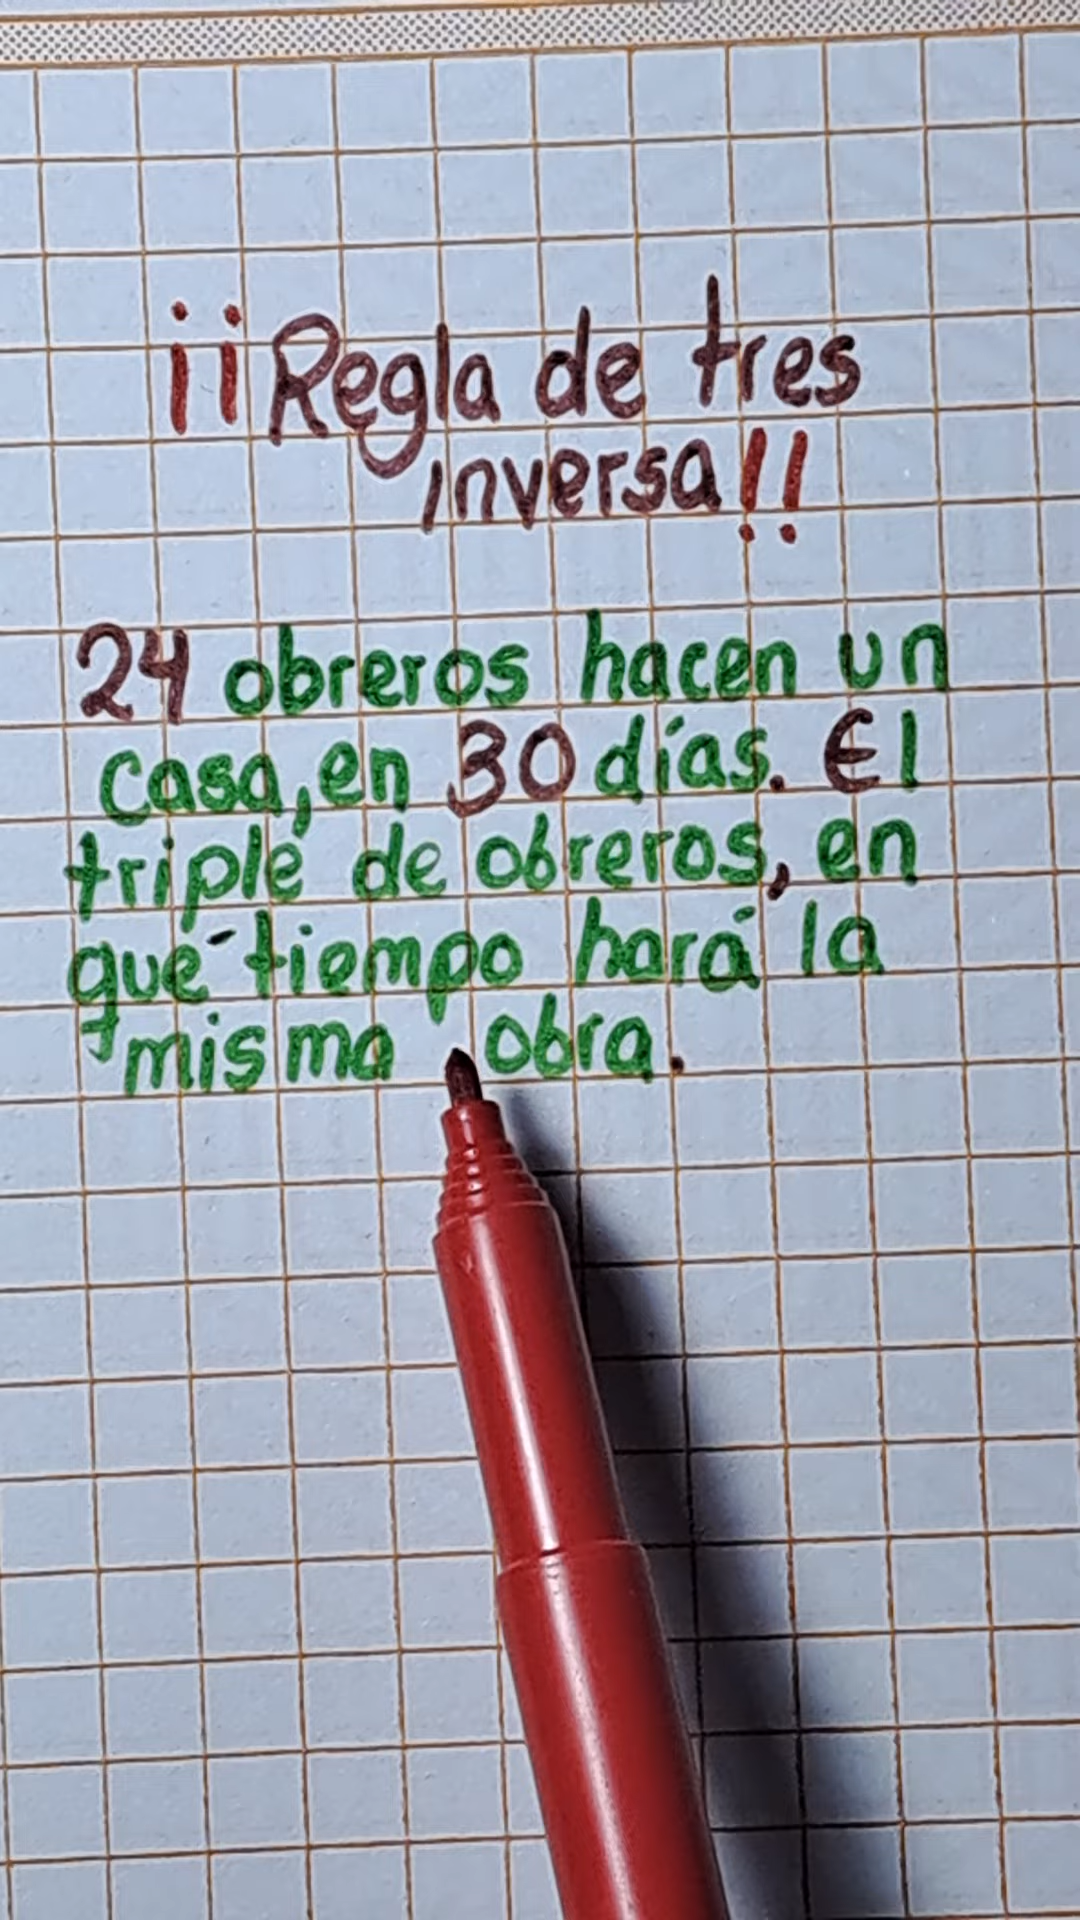 ¡¡Regla de tres
inversa!!
24 obreros hacen un
casa, en 30 días. El
triple de obreros, en
qué tiempo hará la
misma obra.